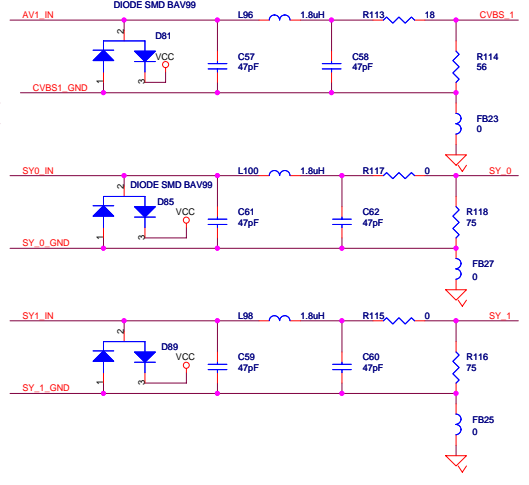 DIODE SMD BAV99
AV1_IN
L96
1.8uH
R113
18
CVBS_1
2
D81
VCC
C57
47pF
C58
47pF
R114
56
1
3
CVBS1_GND
FB23
0
SY0_IN
L100
1.8uH
R117
0
SY_0
2
DIODE SMD BAV99
D85
VCC
C61
47pF
C62
47pF
R118
75
1
3
SY_0_GND
FB27
0
SY1_IN
L98
1.8uH
R115
0
SY_1
2
D89
VCC
C59
47pF
C60
47pF
R116
75
1
3
SY_1_GND
FB25
0